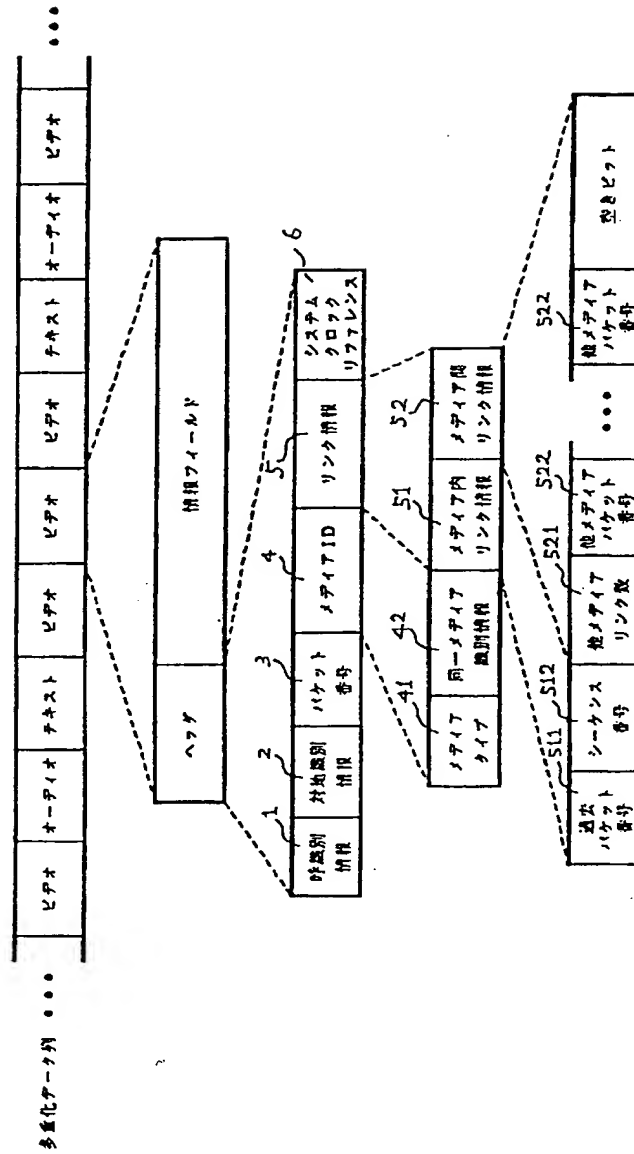 多重化データ列 •••
ビデオ
オーディオ
テキスト
ビデオ
ビデオ
ビデオ
テキスト
オーディオ
ビデオ
•••
ヘッダ
情報フィールド
1
2
3
4
5
6
呼識別
情報
対地識別
情報
パケット
番号
メディアID
リンク情報
システム
クロック
リファレンス
41
42
51
52
メディア
タイプ
同一メディア
識別情報
メディア内
リンク情報
メディア間
リンク情報
511
512
521
522
522
過去
パケット
番号
シーケンス
番号
他メディア
リンク数
他メディア
パケット
番号
•••
他メディア
パケット
番号
空きビット